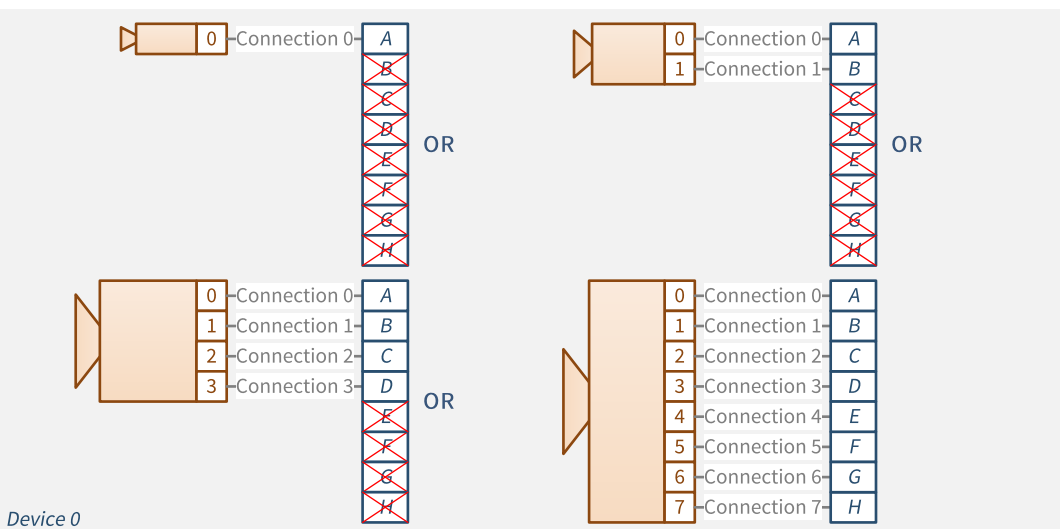 0 Connection 0 A
B
C
D
E
F
G
H
OR
0 Connection 0 A
1 Connection 1 B
C
D
E
F
G
H
OR
0 Connection 0 A
1 Connection 1 B
2 Connection 2 C
3 Connection 3 D
E
F
G
H
OR
0 Connection 0 A
1 Connection 1 B
2 Connection 2 C
3 Connection 3 D
4 Connection 4 E
5 Connection 5 F
6 Connection 6 G
7 Connection 7 H
Device 0